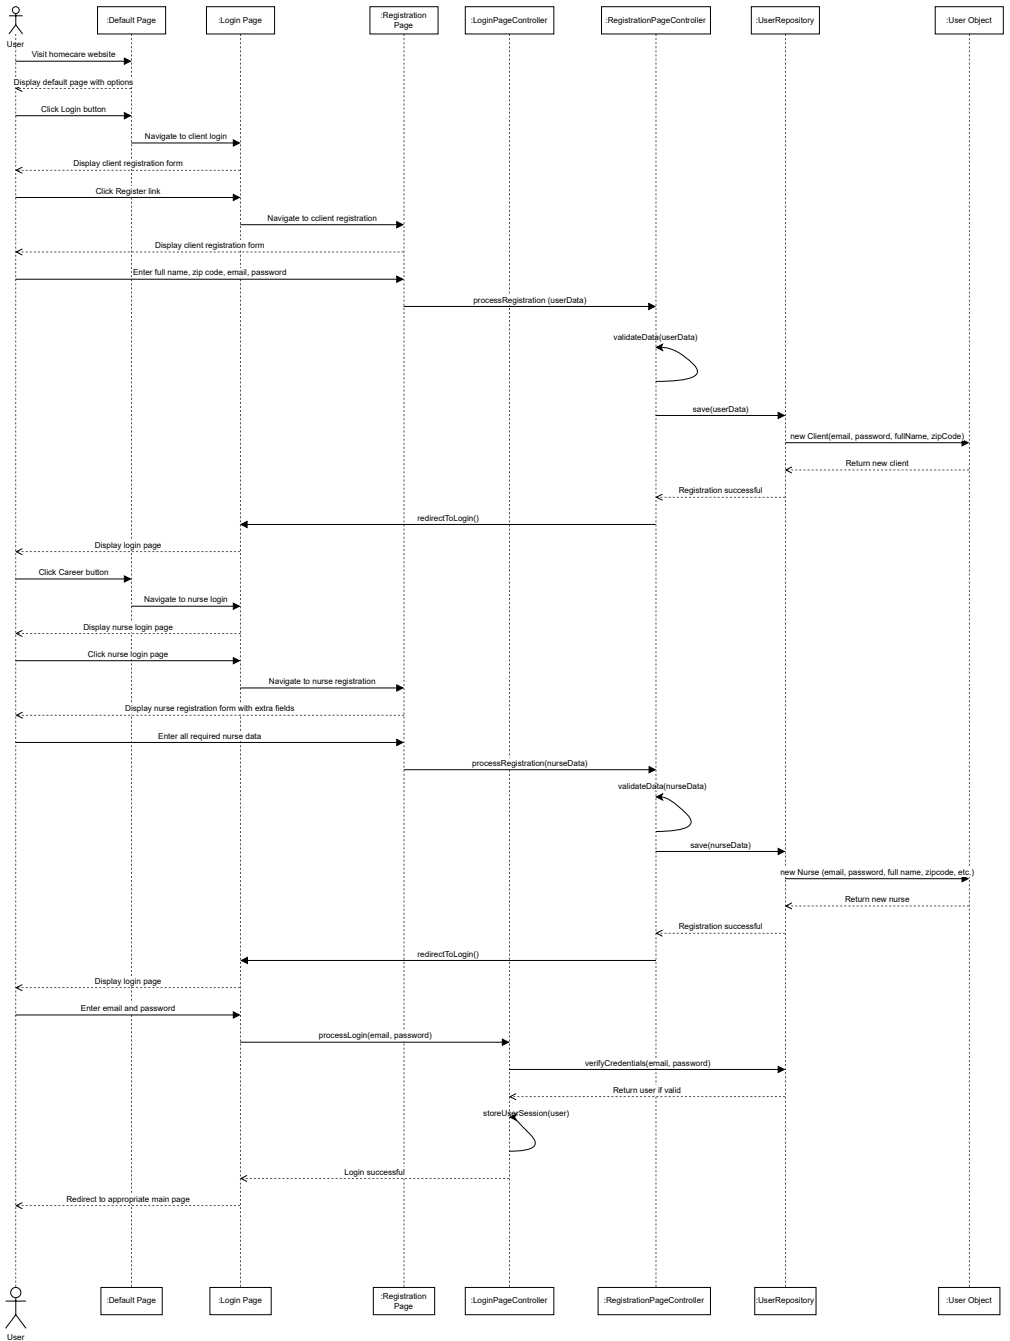 :Default Page
:Login Page
:Registration
Page
:LoginPageController
:RegistrationPageController
:UserRepository
:User Object
User
Visit homecare website
Display default page with options
Click Login button
Navigate to client login
Display client registration form
Click Register link
Navigate to cclient registration
Display client registration form
Enter full name, zip code, email, password
processRegistration (userData)
validateData(userData)
save(userData)
new Client(email, password, fullName, zipCode)
Return new client
Registration successful
redirectToLogin()
Display login page
Click Career button
Navigate to nurse login
Display nurse login page
Click nurse login page
Navigate to nurse registration
Display nurse registration form with extra fields
Enter all required nurse data
processRegistration(nurseData)
validateData(nurseData)
save(nurseData)
new Nurse (email, password, full name, zipcode, etc.)
Return new nurse
Registration successful
redirectToLogin()
Display login page
Enter email and password
processLogin(email, password)
verifyCredentials(email, password)
Return user if valid
storeUserSession(user)
Login successful
Redirect to appropriate main page
:Default Page
:Login Page
:Registration
Page
:LoginPageController
:RegistrationPageController
:UserRepository
:User Object
User